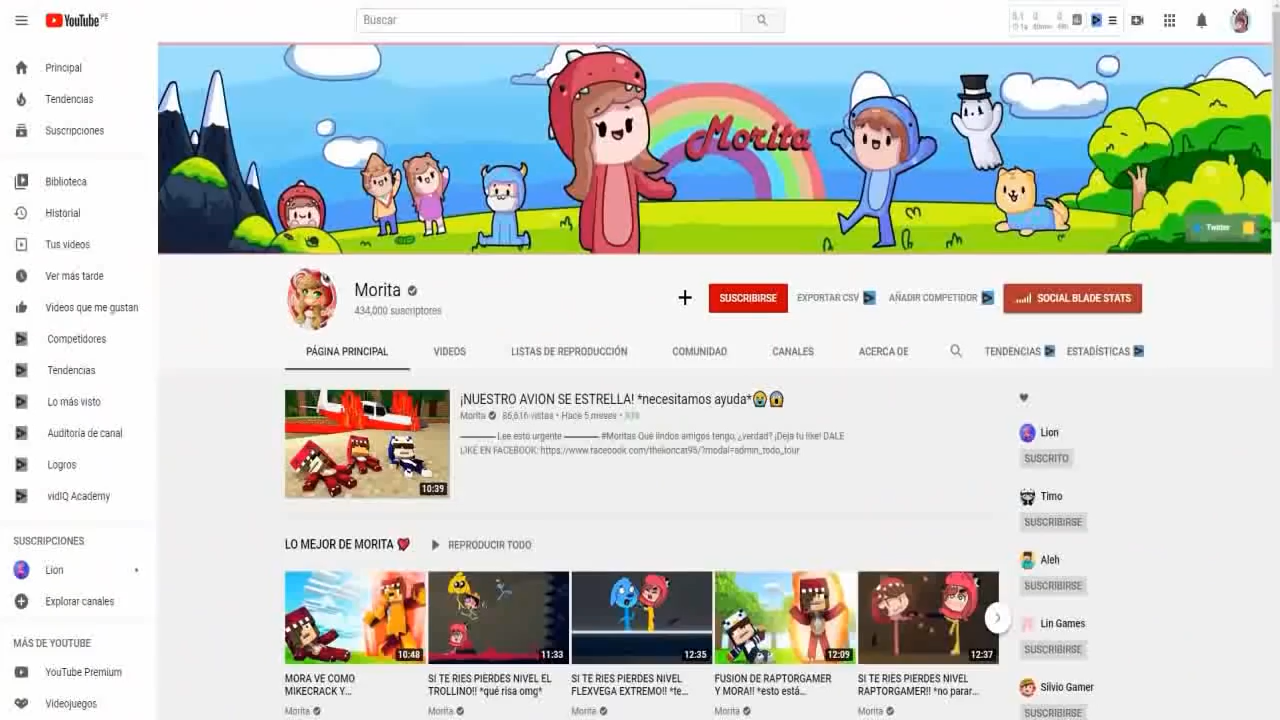 YouTube PE
Buscar
Principal
Tendencias
Suscripciones
Biblioteca
Historial
Tus videos
Ver más tarde
Videos que me gustan
Competidores
Tendencias
Lo más visto
Auditoría de canal
Logros
vidIQ Academy
SUSCRIPCIONES
Lion
Explorar canales
MÁS DE YOUTUBE
YouTube Premium
Videojuegos
Morita
Twitter
Morita
434,000 suscriptores
SUSCRIBIRSE
EXPORTAR CSV
AÑADIR COMPETIDOR
SOCIAL BLADE STATS
PÁGINA PRINCIPAL
VIDEOS
LISTAS DE REPRODUCCIÓN
COMUNIDAD
CANALES
ACERCA DE
TENDENCIAS
ESTADÍSTICAS
10:39
¡NUESTRO AVION SE ESTRELLA! *necesitamos ayuda*😭😱
Morita 86,616 vistas • Hace 5 meses •
———— Lee esto urgente ———— #Moritas Qué lindos amigos tengo, ¿verdad? ¡Deja tu like! DALE
LIKE EN FACEBOOK: https://www.facebook.com/thelioncat95/?modal=admin_todo_tour
LO MEJOR DE MORITA
REPRODUCIR TODO
10:48
11:33
12:35
12:09
12:37
MORA VE COMO
MIKECRACK Y...
Morita
SI TE RIES PIERDES NIVEL EL
TROLLINO!! *qué risa omg*
Morita
SI TE RIES PIERDES NIVEL
FLEXVEGA EXTREMO!! *te...
Morita
FUSION DE RAPTORGAMER
Y MORA!! *esto está...
Morita
SI TE RIES PIERDES NIVEL
RAPTORGAMER!! *no parar...
Morita
Lion
SUSCRITO
Timo
SUSCRIBIRSE
Aleh
SUSCRIBIRSE
Lin Games
SUSCRIBIRSE
Silvio Gamer
SUSCRIBIRSE